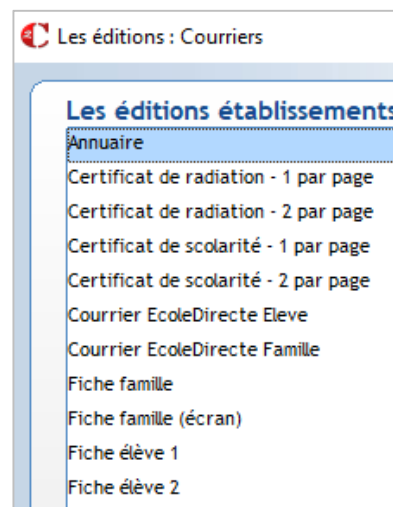 Les éditions : Courriers
Les éditions établissements
Annuaire
Certificat de radiation - 1 par page
Certificat de radiation - 2 par page
Certificat de scolarité - 1 par page
Certificat de scolarité - 2 par page
Courrier EcoleDirecte Eleve
Courrier EcoleDirecte Famille
Fiche famille
Fiche famille (écran)
Fiche élève 1
Fiche élève 2